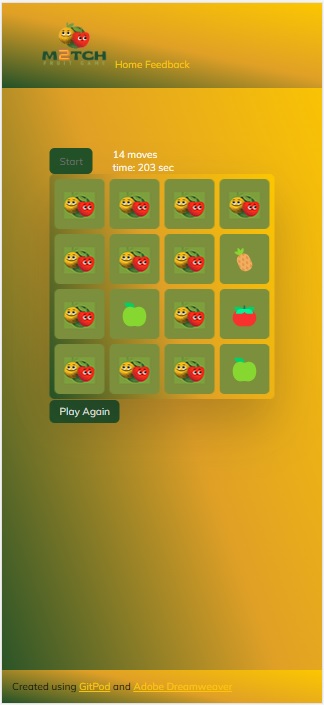 M2TCH
FRUIT GAME
Home Feedback
Start
14 moves
time: 203 sec
Play Again
Created using GitPod and Adobe Dreamweaver